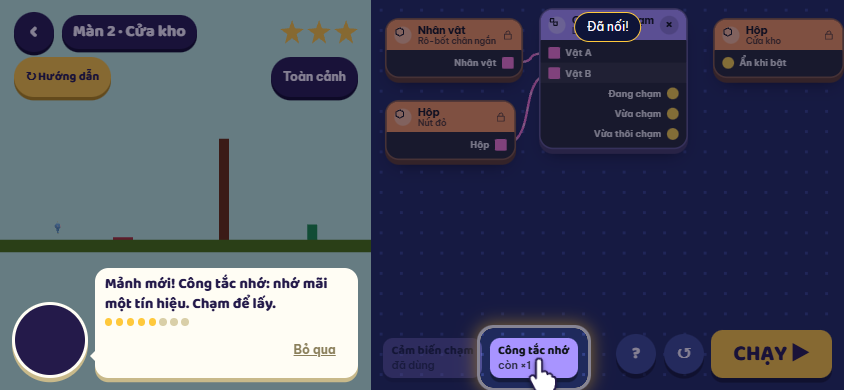 Màn 2 · Cửa kho
↻ Hướng dẫn
Toàn cảnh
Mảnh mới! Công tắc nhớ: nhớ mãi
một tín hiệu. Chạm để lấy.
Bỏ qua
Nhân vật
Rô-bốt chân ngắn
Nhân vật
Hộp
Nút đỏ
Hộp
Đã nối!
Vật A
Vật B
Đang chạm
Vừa chạm
Vừa thôi chạm
Hộp
Cửa kho
Ẩn khi bật
Cảm biến chạm
đã dùng
Công tắc nhớ
còn ×1
?
CHẠY